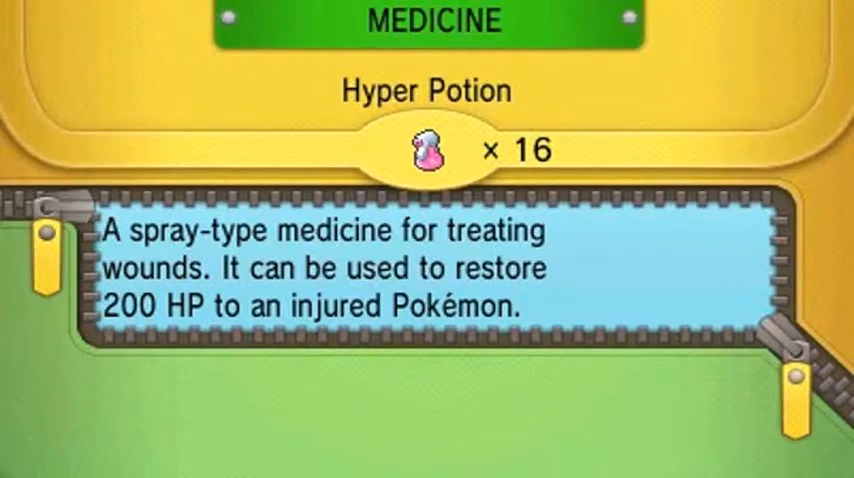 MEDICINE
Hyper Potion
× 16
A spray-type medicine for treating
wounds. It can be used to restore
200 HP to an injured Pokémon.